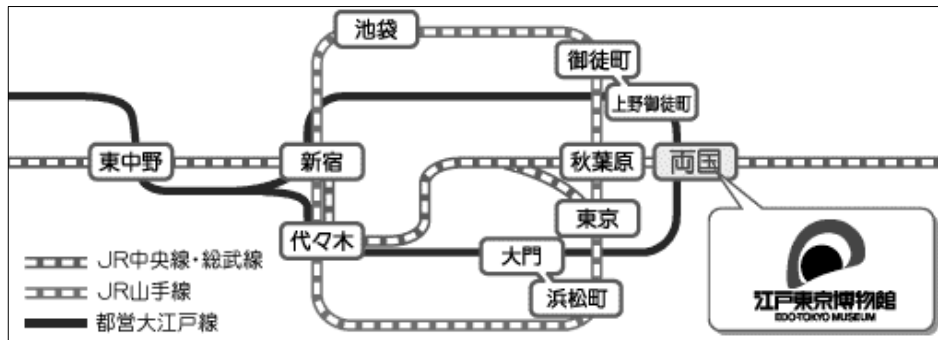 池袋
御徒町
上野御徒町
東中野
新宿
秋葉原
両国
代々木
東京
大門
浜松町
JR中央線・総武線
JR山手線
都営大江戸線
江戸東京博物館
EDO-TOKYO MUSEUM